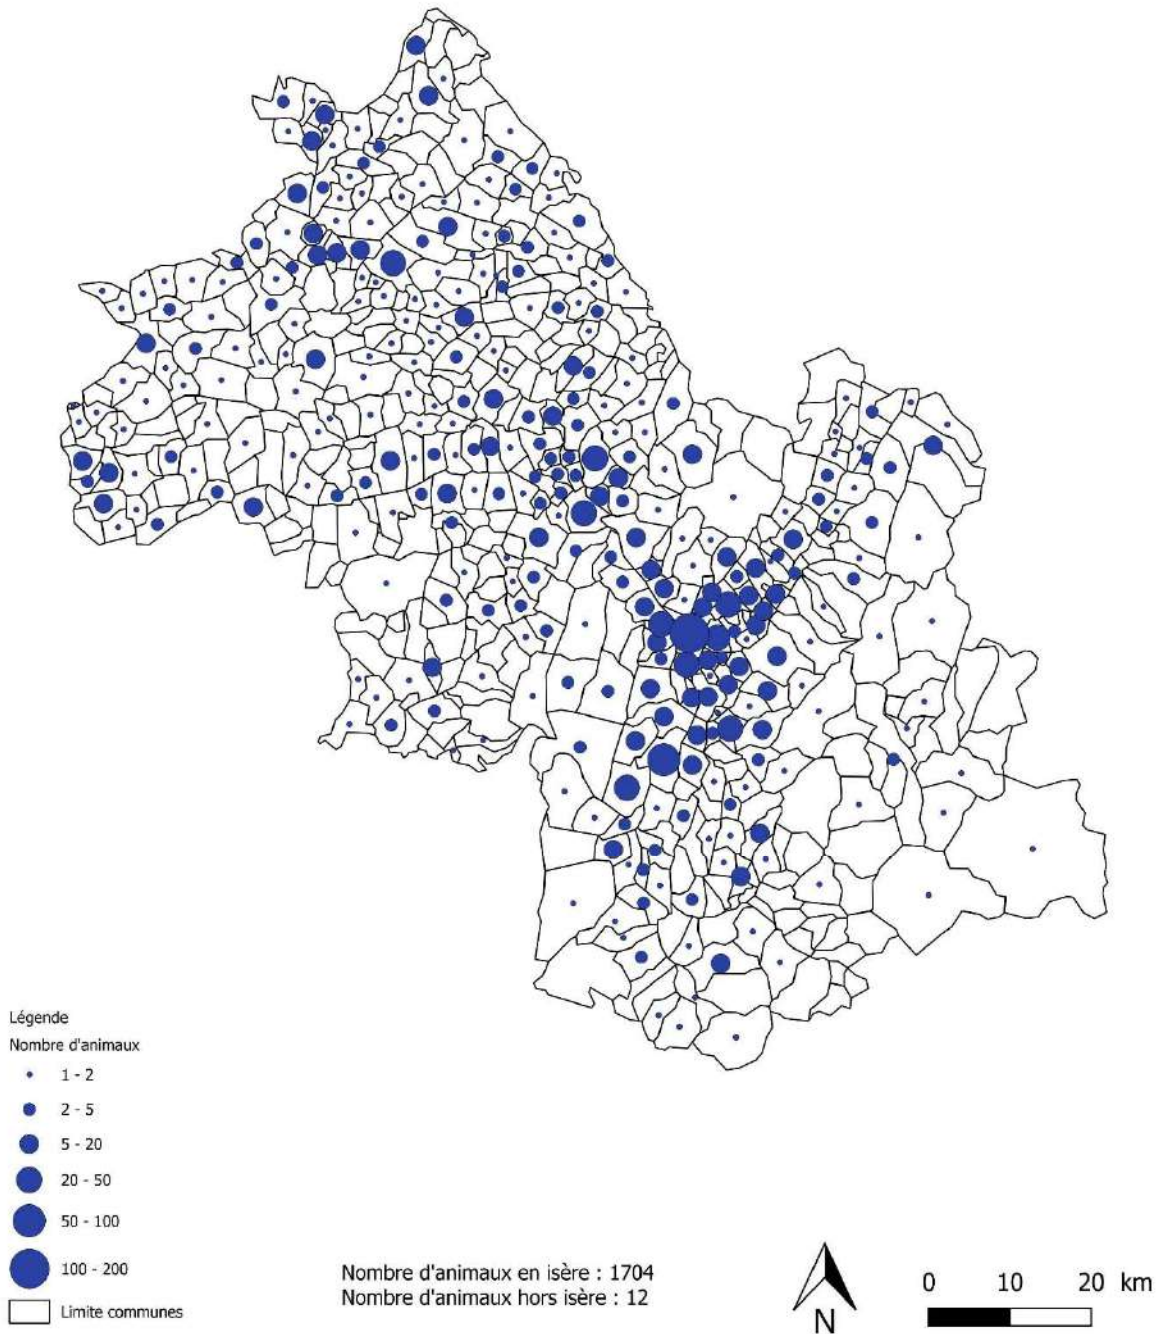 Légende
Nombre d'animaux
1 - 2
2 - 5
5 - 20
20 - 50
50 - 100
100 - 200
Limite communes
Nombre d'animaux en isère : 1704
Nombre d'animaux hors isère : 12
N
0 10 20 km